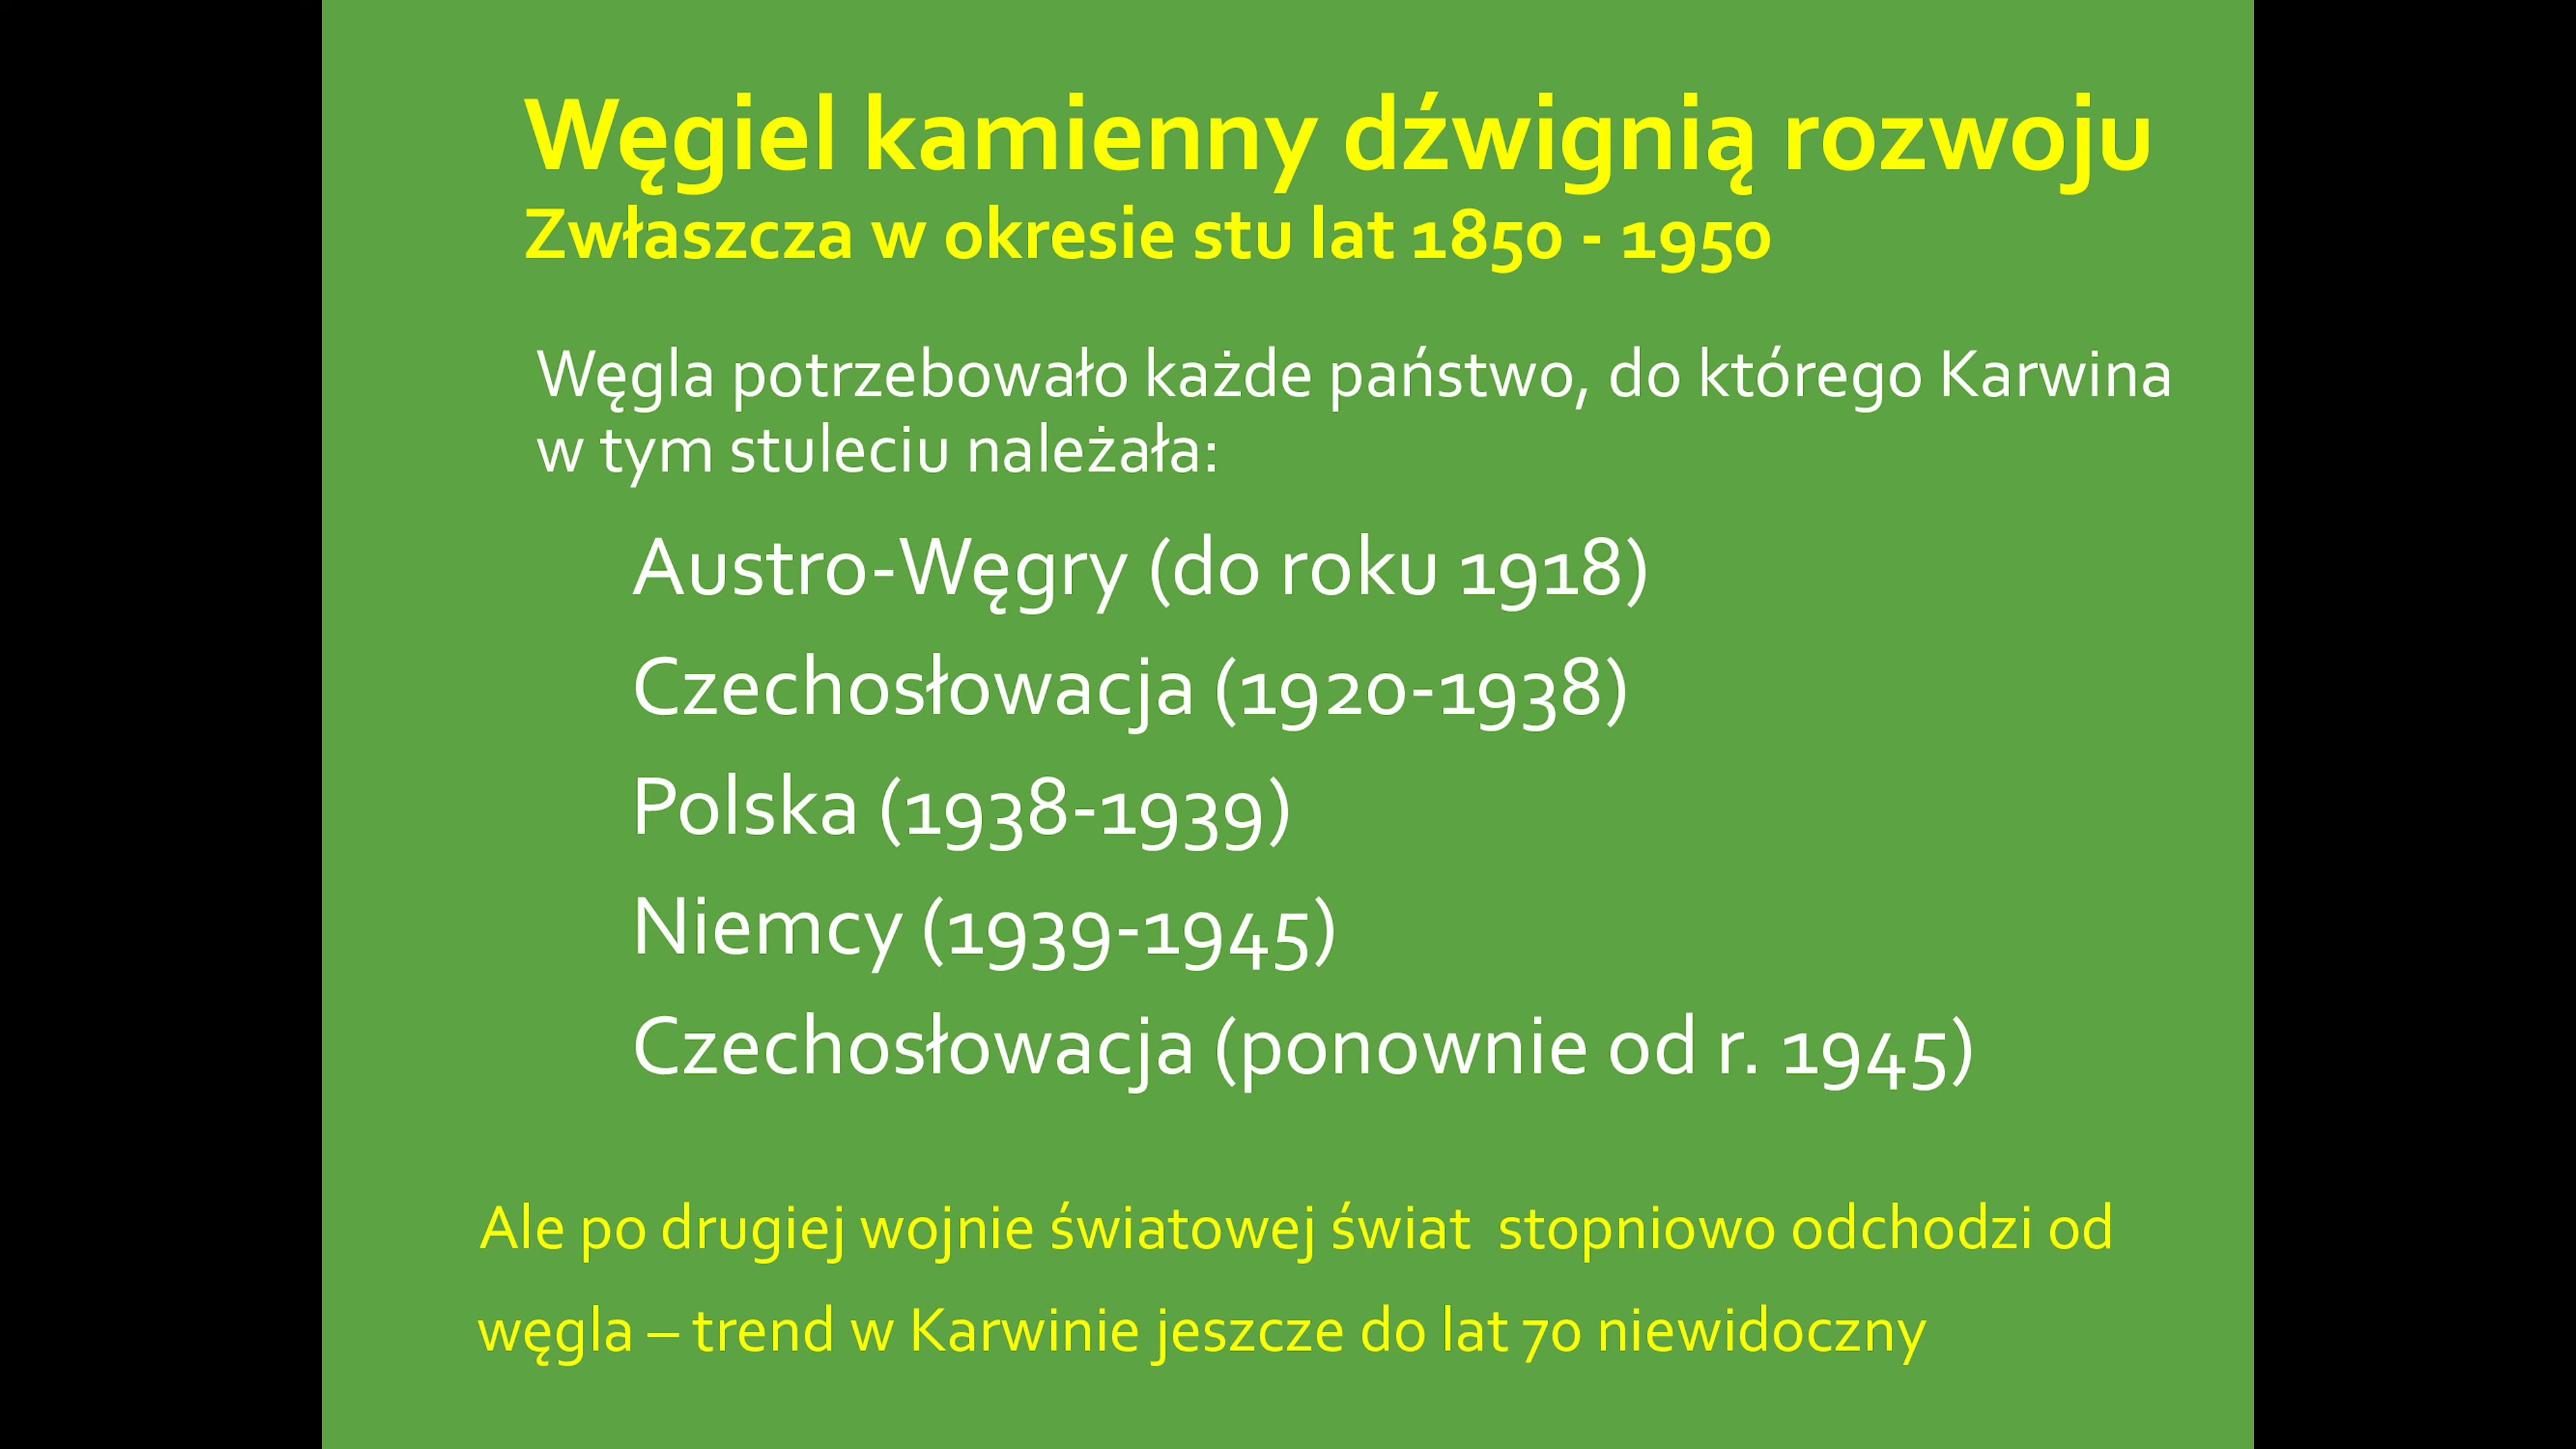 Węgiel kamienny dźwignią rozwoju
Zwłaszcza w okresie stu lat 1850 - 1950
Węgla potrzebowało każde państwo, do którego Karwina
w tym stuleciu należała:
Austro-Węgry (do roku 1918)
Czechosłowacja (1920-1938)
Polska (1938-1939)
Niemcy (1939-1945)
Czechosłowacja (ponownie od r. 1945)
Ale po drugiej wojnie światowej świat  stopniowo odchodzi od
węgla – trend w Karwinie jeszcze do lat 70 niewidoczny